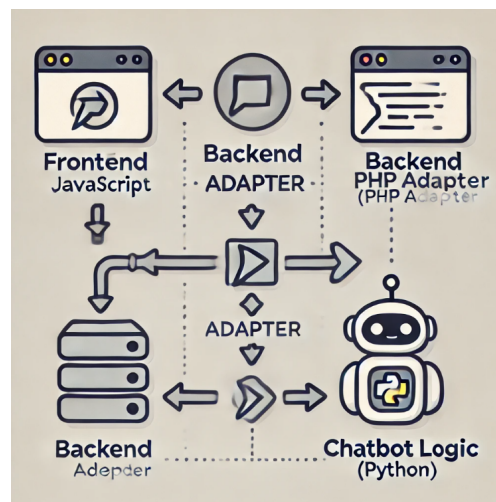 Frontend
JavaScript
Backend
ADAPTER
Backend
PHP Adapter
(PHP Adapter
ADAPTER
Backend
Adepder
Chatbot Logic
(Python)